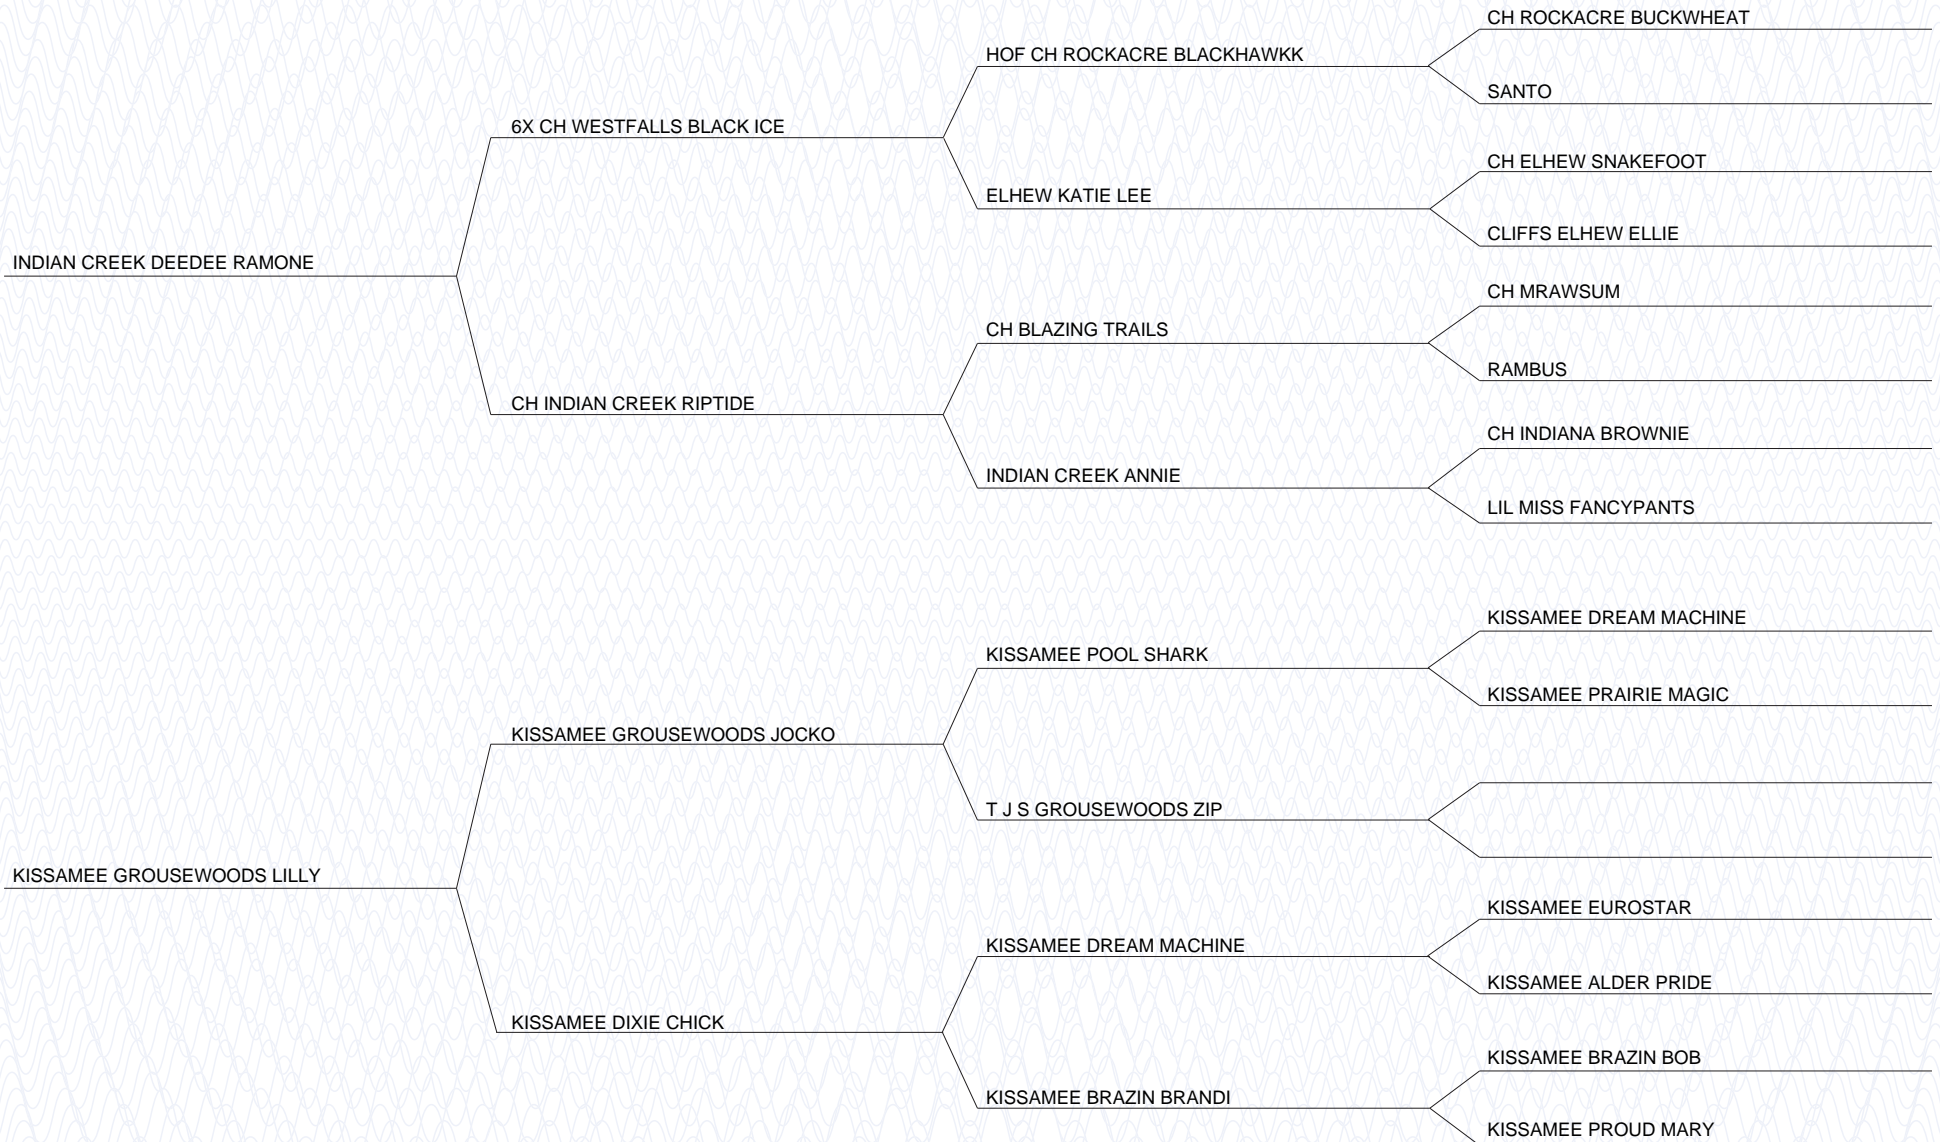 CH ROCKACRE BUCKWHEAT
HOF CH ROCKACRE BLACKHAWKK
SANTO
6X CH WESTFALLS BLACK ICE
CH ELHEW SNAKEFOOT
ELHEW KATIE LEE
CLIFFS ELHEW ELLIE
INDIAN CREEK DEEDEE RAMONE
CH MRAWSUM
CH BLAZING TRAILS
RAMBUS
CH INDIAN CREEK RIPTIDE
CH INDIANA BROWNIE
INDIAN CREEK ANNIE
LIL MISS FANCYPANTS
KISSAMEE DREAM MACHINE
KISSAMEE POOL SHARK
KISSAMEE PRAIRIE MAGIC
KISSAMEE GROUSEWOODS JOCKO
T J S GROUSEWOODS ZIP
KISSAMEE GROUSEWOODS LILLY
KISSAMEE EUROSTAR
KISSAMEE DREAM MACHINE
KISSAMEE ALDER PRIDE
KISSAMEE DIXIE CHICK
KISSAMEE BRAZIN BOB
KISSAMEE BRAZIN BRANDI
KISSAMEE PROUD MARY